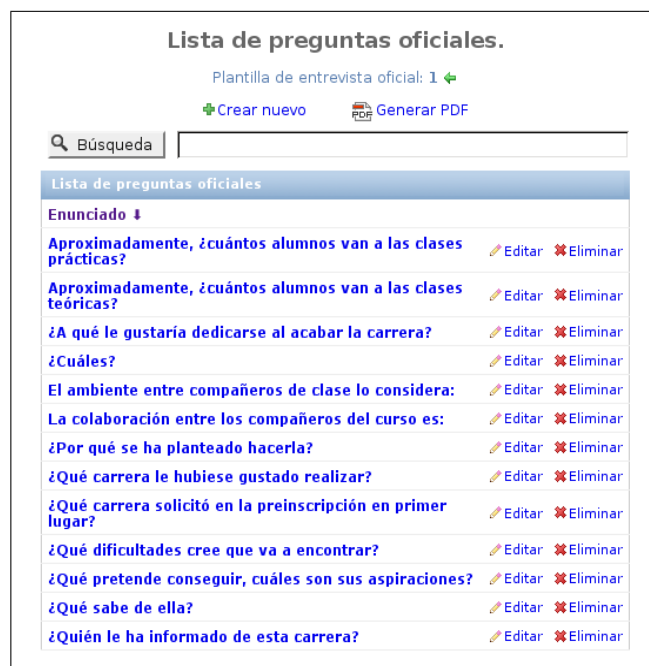 Lista de preguntas oficiales.
Plantilla de entrevista oficial: 1
Crear nuevo PDF Generar PDF
Búsqueda
Lista de preguntas oficiales
Enunciado
Aproximadamente, ¿cuántos alumnos van a las clases
prácticas? Editar Eliminar
Aproximadamente, ¿cuántos alumnos van a las clases
teóricas? Editar Eliminar
¿A qué le gustaría dedicarse al acabar la carrera? Editar Eliminar
¿Cuáles? Editar Eliminar
El ambiente entre compañeros de clase lo considera: Editar Eliminar
La colaboración entre los compañeros del curso es: Editar Eliminar
¿Por qué se ha planteado hacerla? Editar Eliminar
¿Qué carrera le hubiese gustado realizar? Editar Eliminar
¿Qué carrera solicitó en la preinscripción en primer
lugar? Editar Eliminar
¿Qué dificultades cree que va a encontrar? Editar Eliminar
¿Qué pretende conseguir, cuáles son sus aspiraciones? Editar Eliminar
¿Qué sabe de ella? Editar Eliminar
¿Quién le ha informado de esta carrera? Editar Eliminar